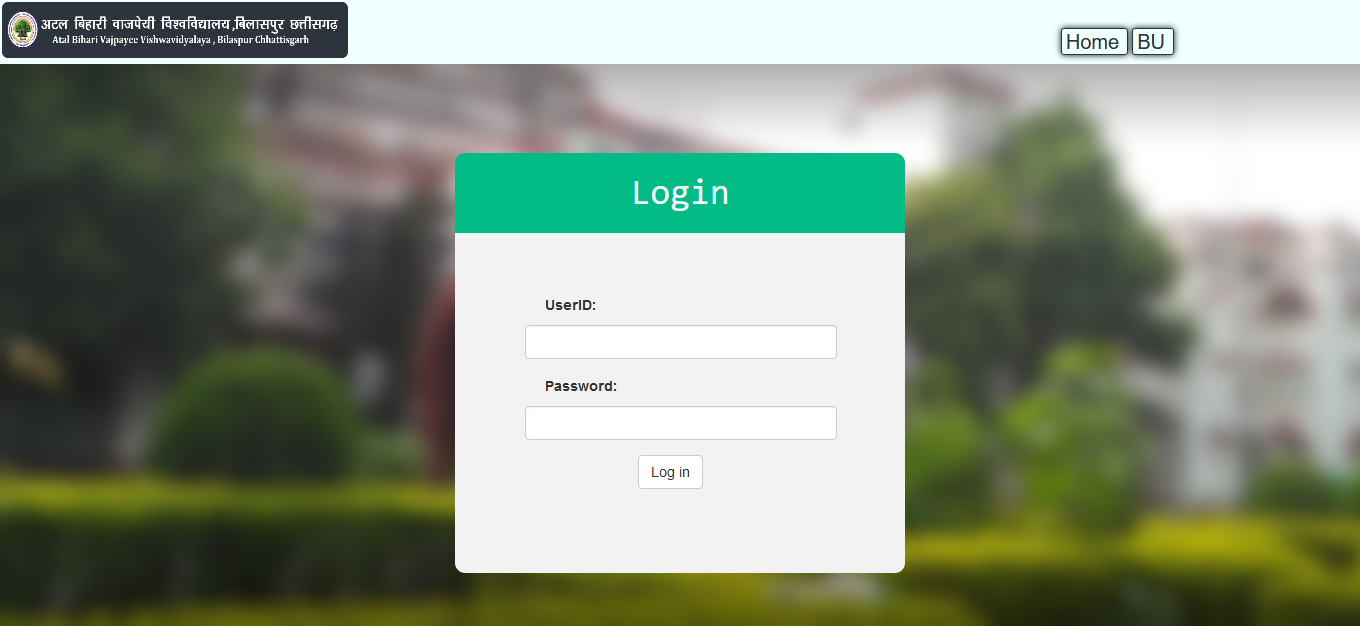 अटल बिहारी वाजपेयी विश्वविद्यालय,बिलासपुर छत्तीसगढ़
Atal Bihari Vajpayee Vishwavidyalaya , Bilaspur Chhattisgarh
Home BU
Login
UserID:
Password:
Log in